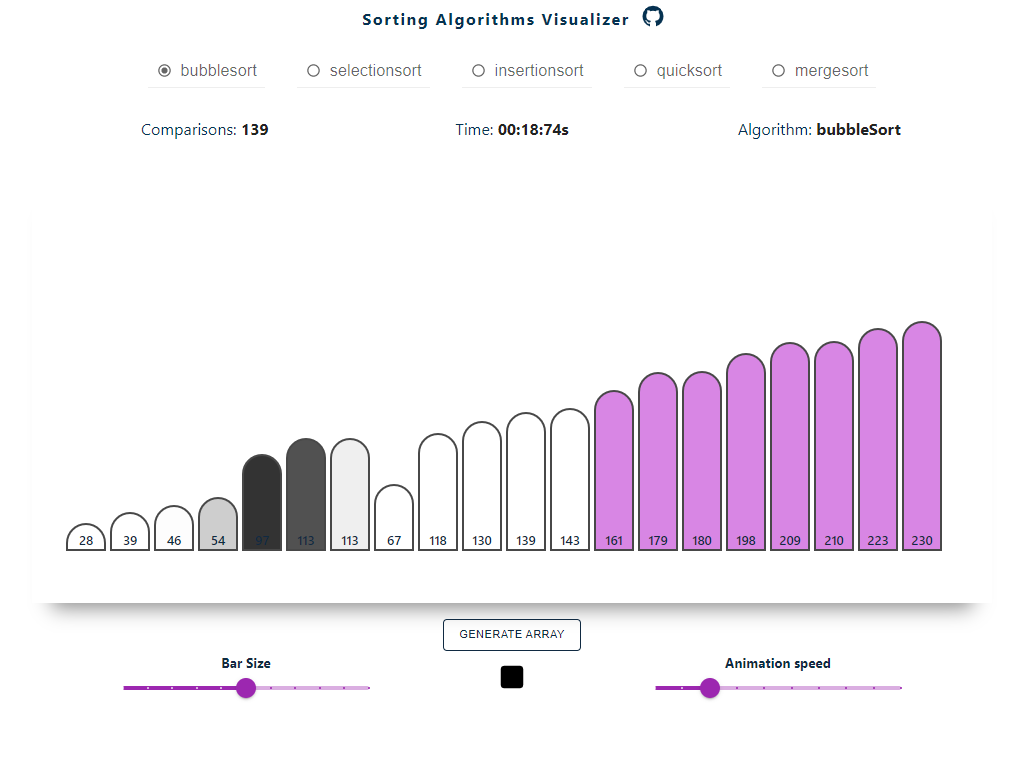 Sorting Algorithms Visualizer
bubblesort selectionsort insertionsort quicksort mergesort
Comparisons: 139 Time: 00:18:74s Algorithm: bubbleSort
28 39 46 54 97 113 113 67 118 130 139 143 161 179 180 198 209 210 223 230
GENERATE ARRAY
Bar Size Animation speed